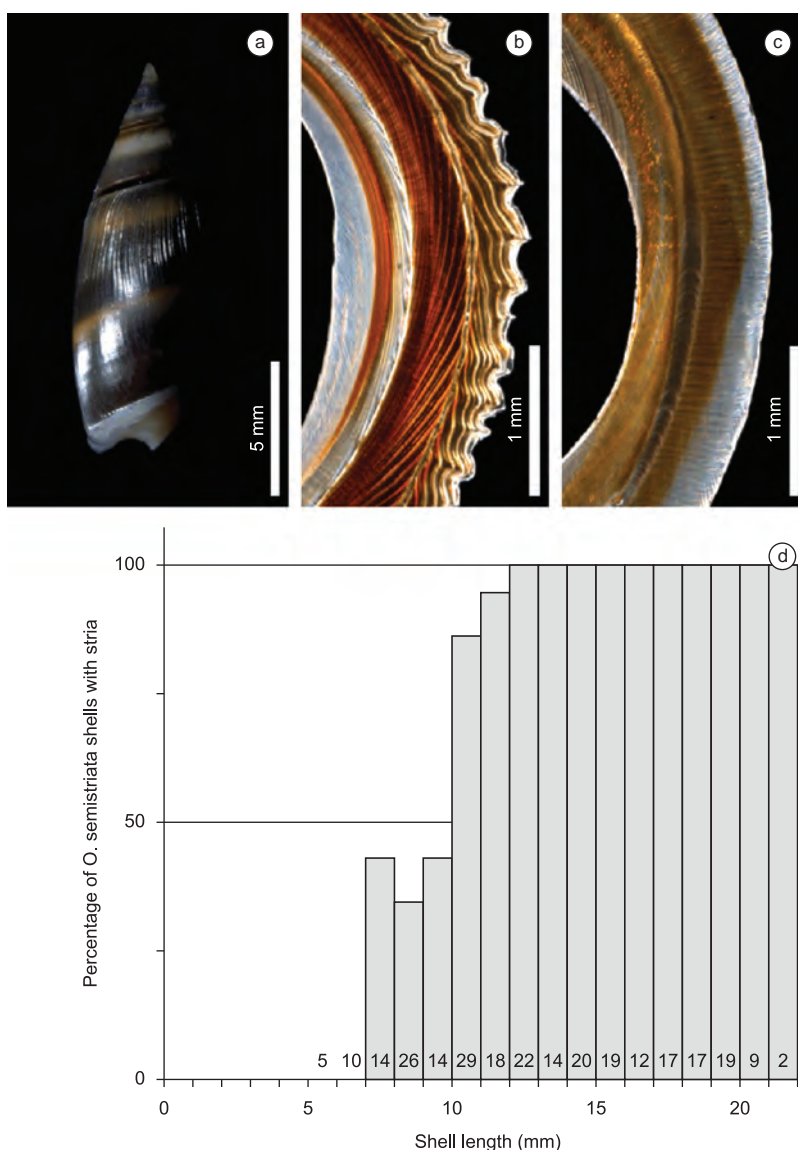 a
b
c
5 mm
1 mm
1 mm
d
Percentage of O. semistriata shells with stria
100
50
0
5 10 14 26 14 29 18 22 14 20 19 12 17 17 19 9 2
0 5 10 15 20
Shell length (mm)